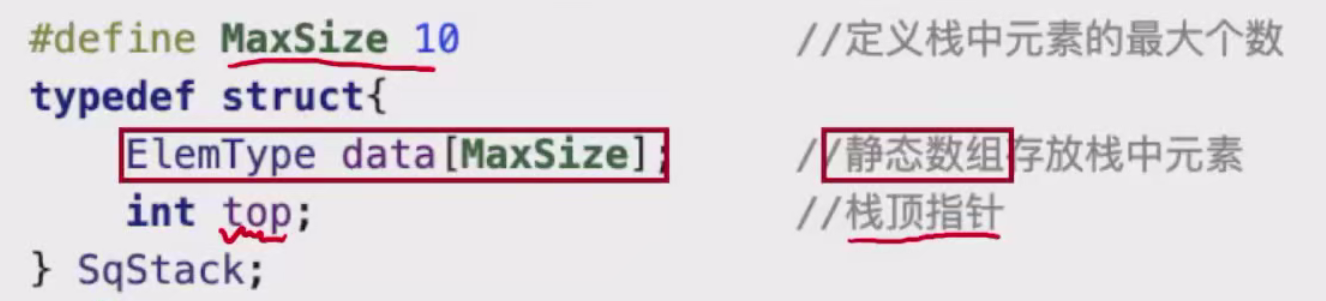 #define MaxSize 10 //定义栈中元素的最大个数
typedef struct{
ElemType data[MaxSize]; //静态数组存放栈中元素
int top; //栈顶指针
} SqStack;